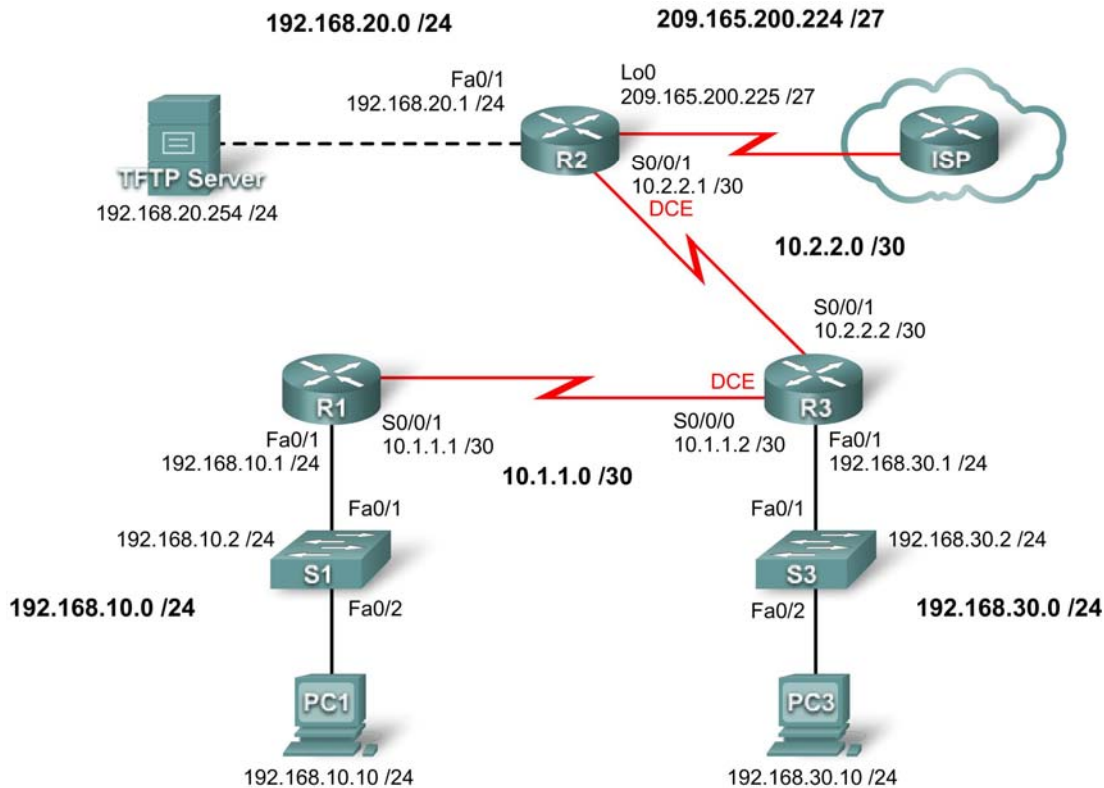 192.168.20.0 /24
209.165.200.224 /27
Fa0/1
192.168.20.1 /24
Lo0
209.165.200.225 /27
TFTP Server
192.168.20.254 /24
R2
ISP
S0/0/1
10.2.2.1 /30
DCE
10.2.2.0 /30
S0/0/1
10.2.2.2 /30
R1
S0/0/1
10.1.1.1 /30
Fa0/1
192.168.10.1 /24
DCE
R3
S0/0/0
10.1.1.2 /30
Fa0/1
192.168.30.1 /24
10.1.1.0 /30
Fa0/1
192.168.10.2 /24
S1
Fa0/2
192.168.10.0 /24
Fa0/1
192.168.30.2 /24
S3
Fa0/2
192.168.30.0 /24
PC1
192.168.10.10 /24
PC3
192.168.30.10 /24